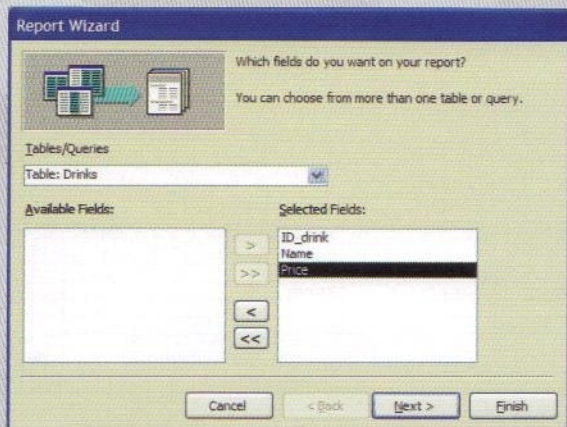 Report Wizard
Which fields do you want on your report?
You can choose from more than one table or query.
Tables/Queries
Table: Drinks
Available Fields:
Selected Fields:
ID_drink
Name
Price
>
>>
<
<<
Cancel
< Back
Next >
Finish